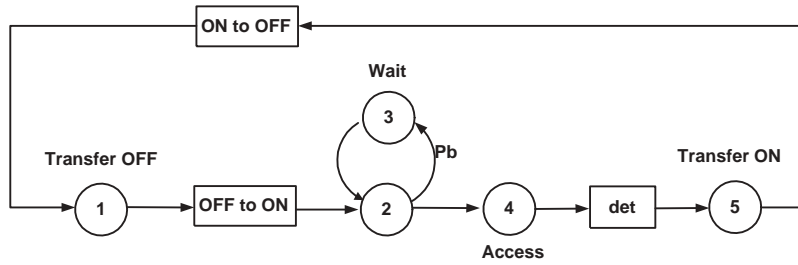 ON to OFF
Wait
3
Pb
Transfer OFF
Transfer ON
1
OFF to ON
2
4
det
5
Access